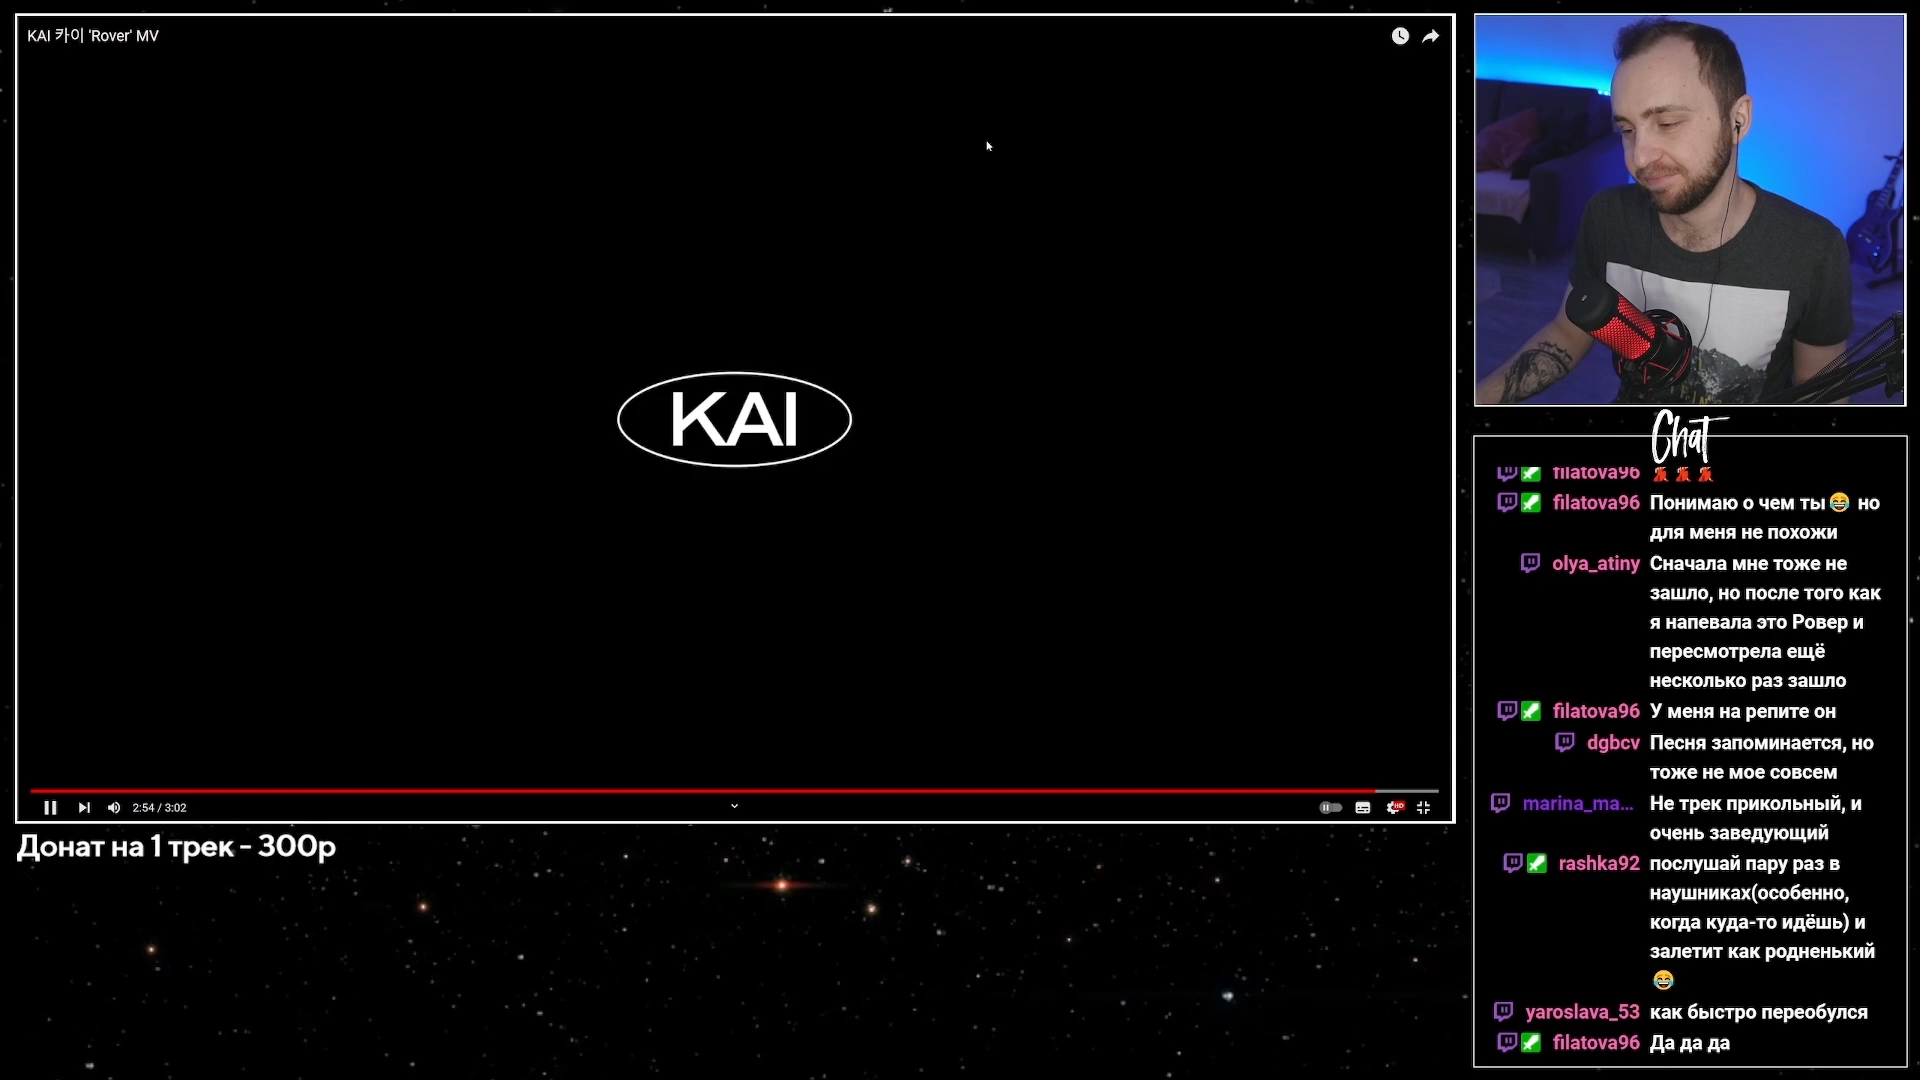 KAI 카이 'Rover' MV
KAI
2:54 / 3:02
HD
Донат на 1 трек - 300р
Chat
filatova96
filatova96 Понимаю о чем ты😂 но
для меня не похожи
olya_atiny Сначала мне тоже не
зашло, но после того как
я напевала это Ровер и
пересмотрела ещё
несколько раз зашло
filatova96 У меня на репите он
dgbcv Песня запоминается, но
тоже не мое совсем
marina_ma... Не трек прикольный, и
очень заведующий
rashka92 послушай пару раз в
наушниках(особенно,
когда куда-то идёшь) и
залетит как родненький
😂
yaroslava_53 как быстро переобулся
filatova96 Да да да